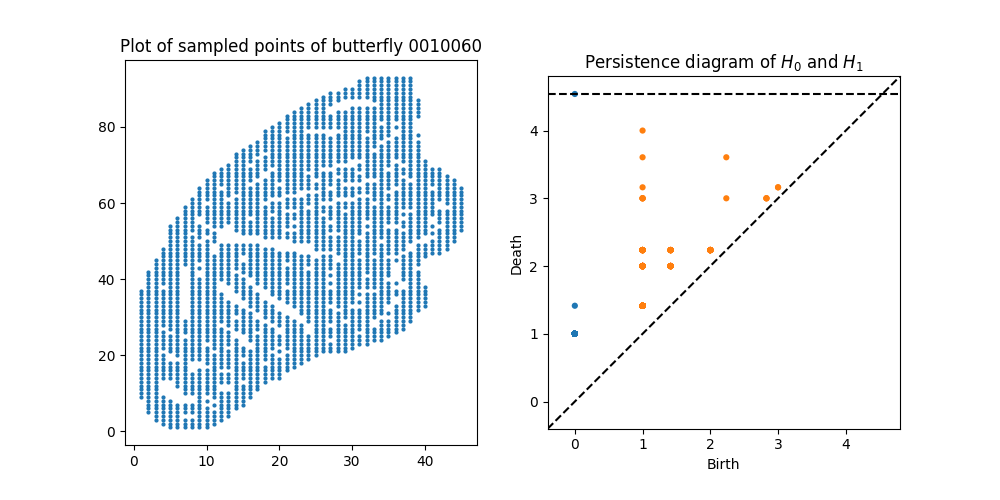 Plot of sampled points of butterfly 0010060
80
60
40
20
0
0 10 20 30 40
Persistence diagram of H₀ and H₁
Death
4
3
2
1
0
0 1 2 3 4
Birth